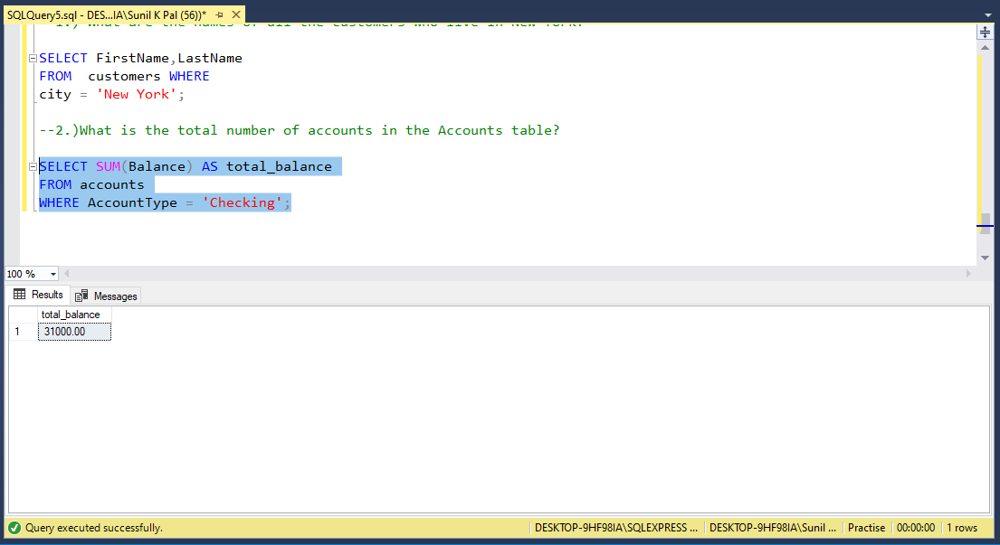 SQLQuery5.sql - DES...IA\Sunil K Pal (56))*
--1.) What are the names of all the customers who live in New York?
SELECT FirstName,LastName
FROM  customers WHERE
city = 'New York';
--2.)What is the total number of accounts in the Accounts table?
SELECT SUM(Balance) AS total_balance
FROM accounts
WHERE AccountType = 'Checking';
100 %
Results Messages
total_balance
1 31000.00
Query executed successfully. DESKTOP-9HF98IA\SQLEXPRESS ... DESKTOP-9HF98IA\Sunil ... Practise 00:00:00 1 rows